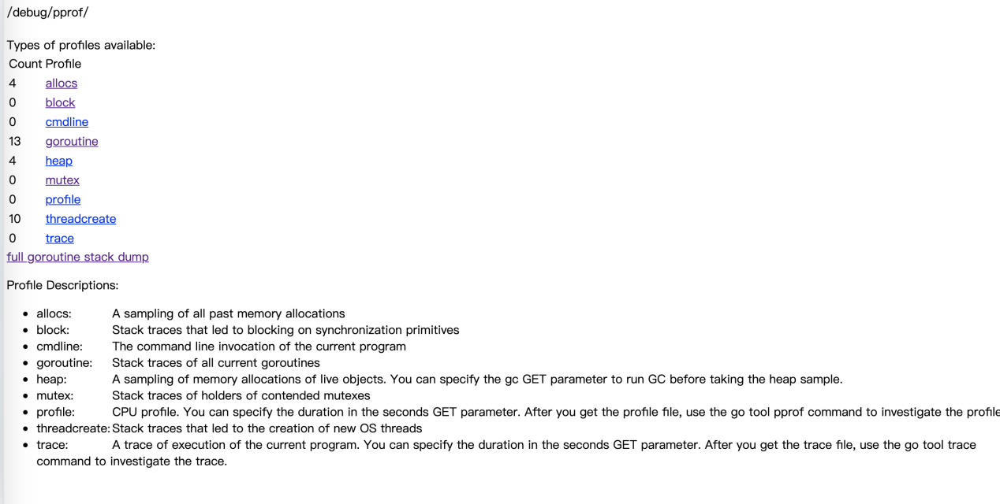 /debug/pprof/
Types of profiles available:
Count Profile
4 allocs
0 block
0 cmdline
13 goroutine
4 heap
0 mutex
0 profile
10 threadcreate
0 trace
full goroutine stack dump
Profile Descriptions:
• allocs: A sampling of all past memory allocations
• block: Stack traces that led to blocking on synchronization primitives
• cmdline: The command line invocation of the current program
• goroutine: Stack traces of all current goroutines
• heap: A sampling of memory allocations of live objects. You can specify the gc GET parameter to run GC before taking the heap sample.
• mutex: Stack traces of holders of contended mutexes
• profile: CPU profile. You can specify the duration in the seconds GET parameter. After you get the profile file, use the go tool pprof command to investigate the profile
• threadcreate: Stack traces that led to the creation of new OS threads
• trace: A trace of execution of the current program. You can specify the duration in the seconds GET parameter. After you get the trace file, use the go tool trace
command to investigate the trace.